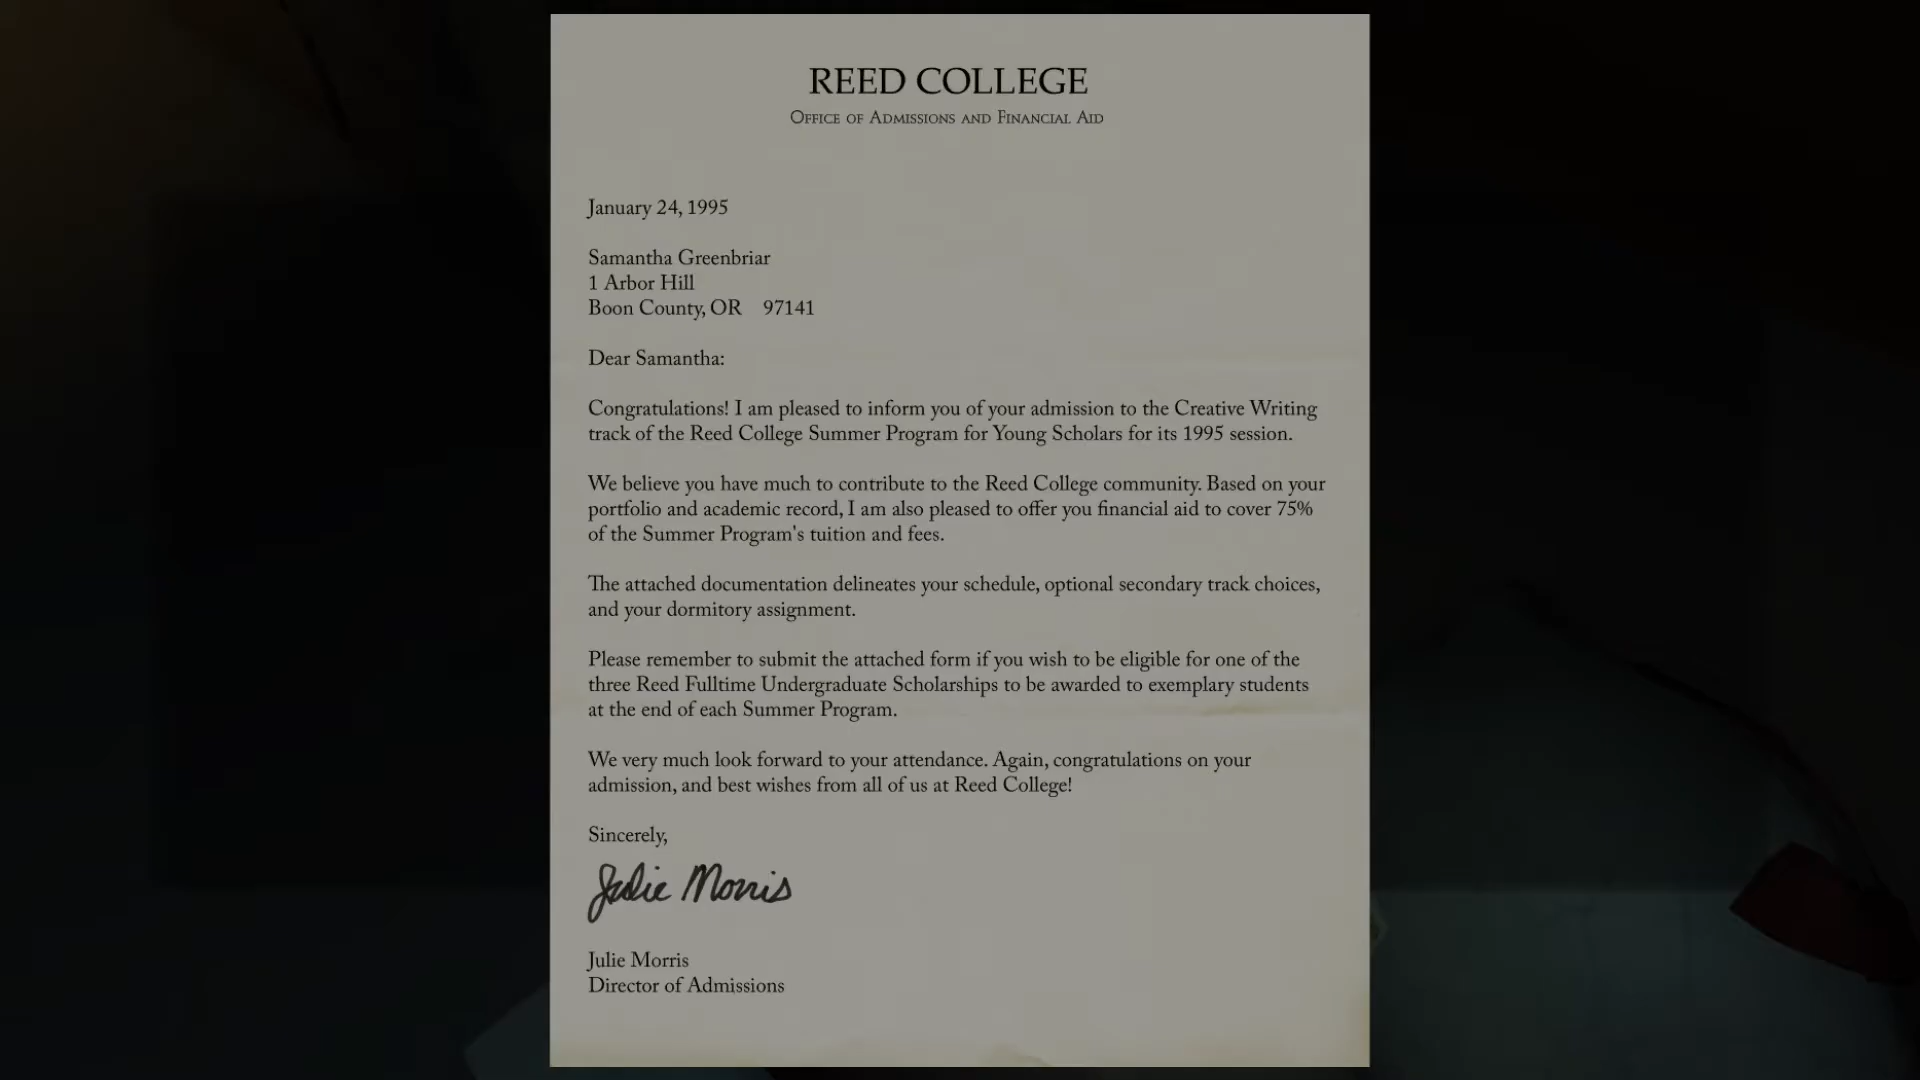 REED COLLEGE
Office of Admissions and Financial Aid
January 24, 1995
Samantha Greenbriar
1 Arbor Hill
Boon County, OR 97141
Dear Samantha:
Congratulations! I am pleased to inform you of your admission to the Creative Writing
track of the Reed College Summer Program for Young Scholars for its 1995 session.
We believe you have much to contribute to the Reed College community. Based on your
portfolio and academic record, I am also pleased to offer you financial aid to cover 75%
of the Summer Program's tuition and fees.
The attached documentation delineates your schedule, optional secondary track choices,
and your dormitory assignment.
Please remember to submit the attached form if you wish to be eligible for one of the
three Reed Fulltime Undergraduate Scholarships to be awarded to exemplary students
at the end of each Summer Program.
We very much look forward to your attendance. Again, congratulations on your
admission, and best wishes from all of us at Reed College!
Sincerely,
Julie Morris
Julie Morris
Director of Admissions